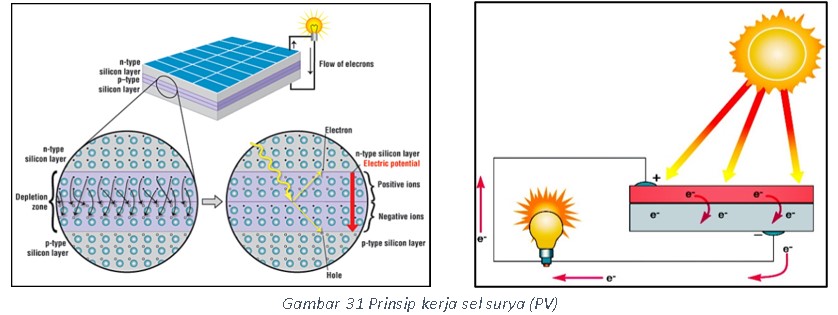 n-type
silicon layer
p-type
silicon layer
Flow of elecrons
n-type
silicon layer
Depletion
zone
p-type
silicon layer
Electron
n-type silicon layer
Electric potential
Positive ions
Negative ions
p-type silicon layer
Hole
+
e-
e-
e-
e-
e-
–
e-
e-
e-
Gambar 31 Prinsip kerja sel surya (PV)